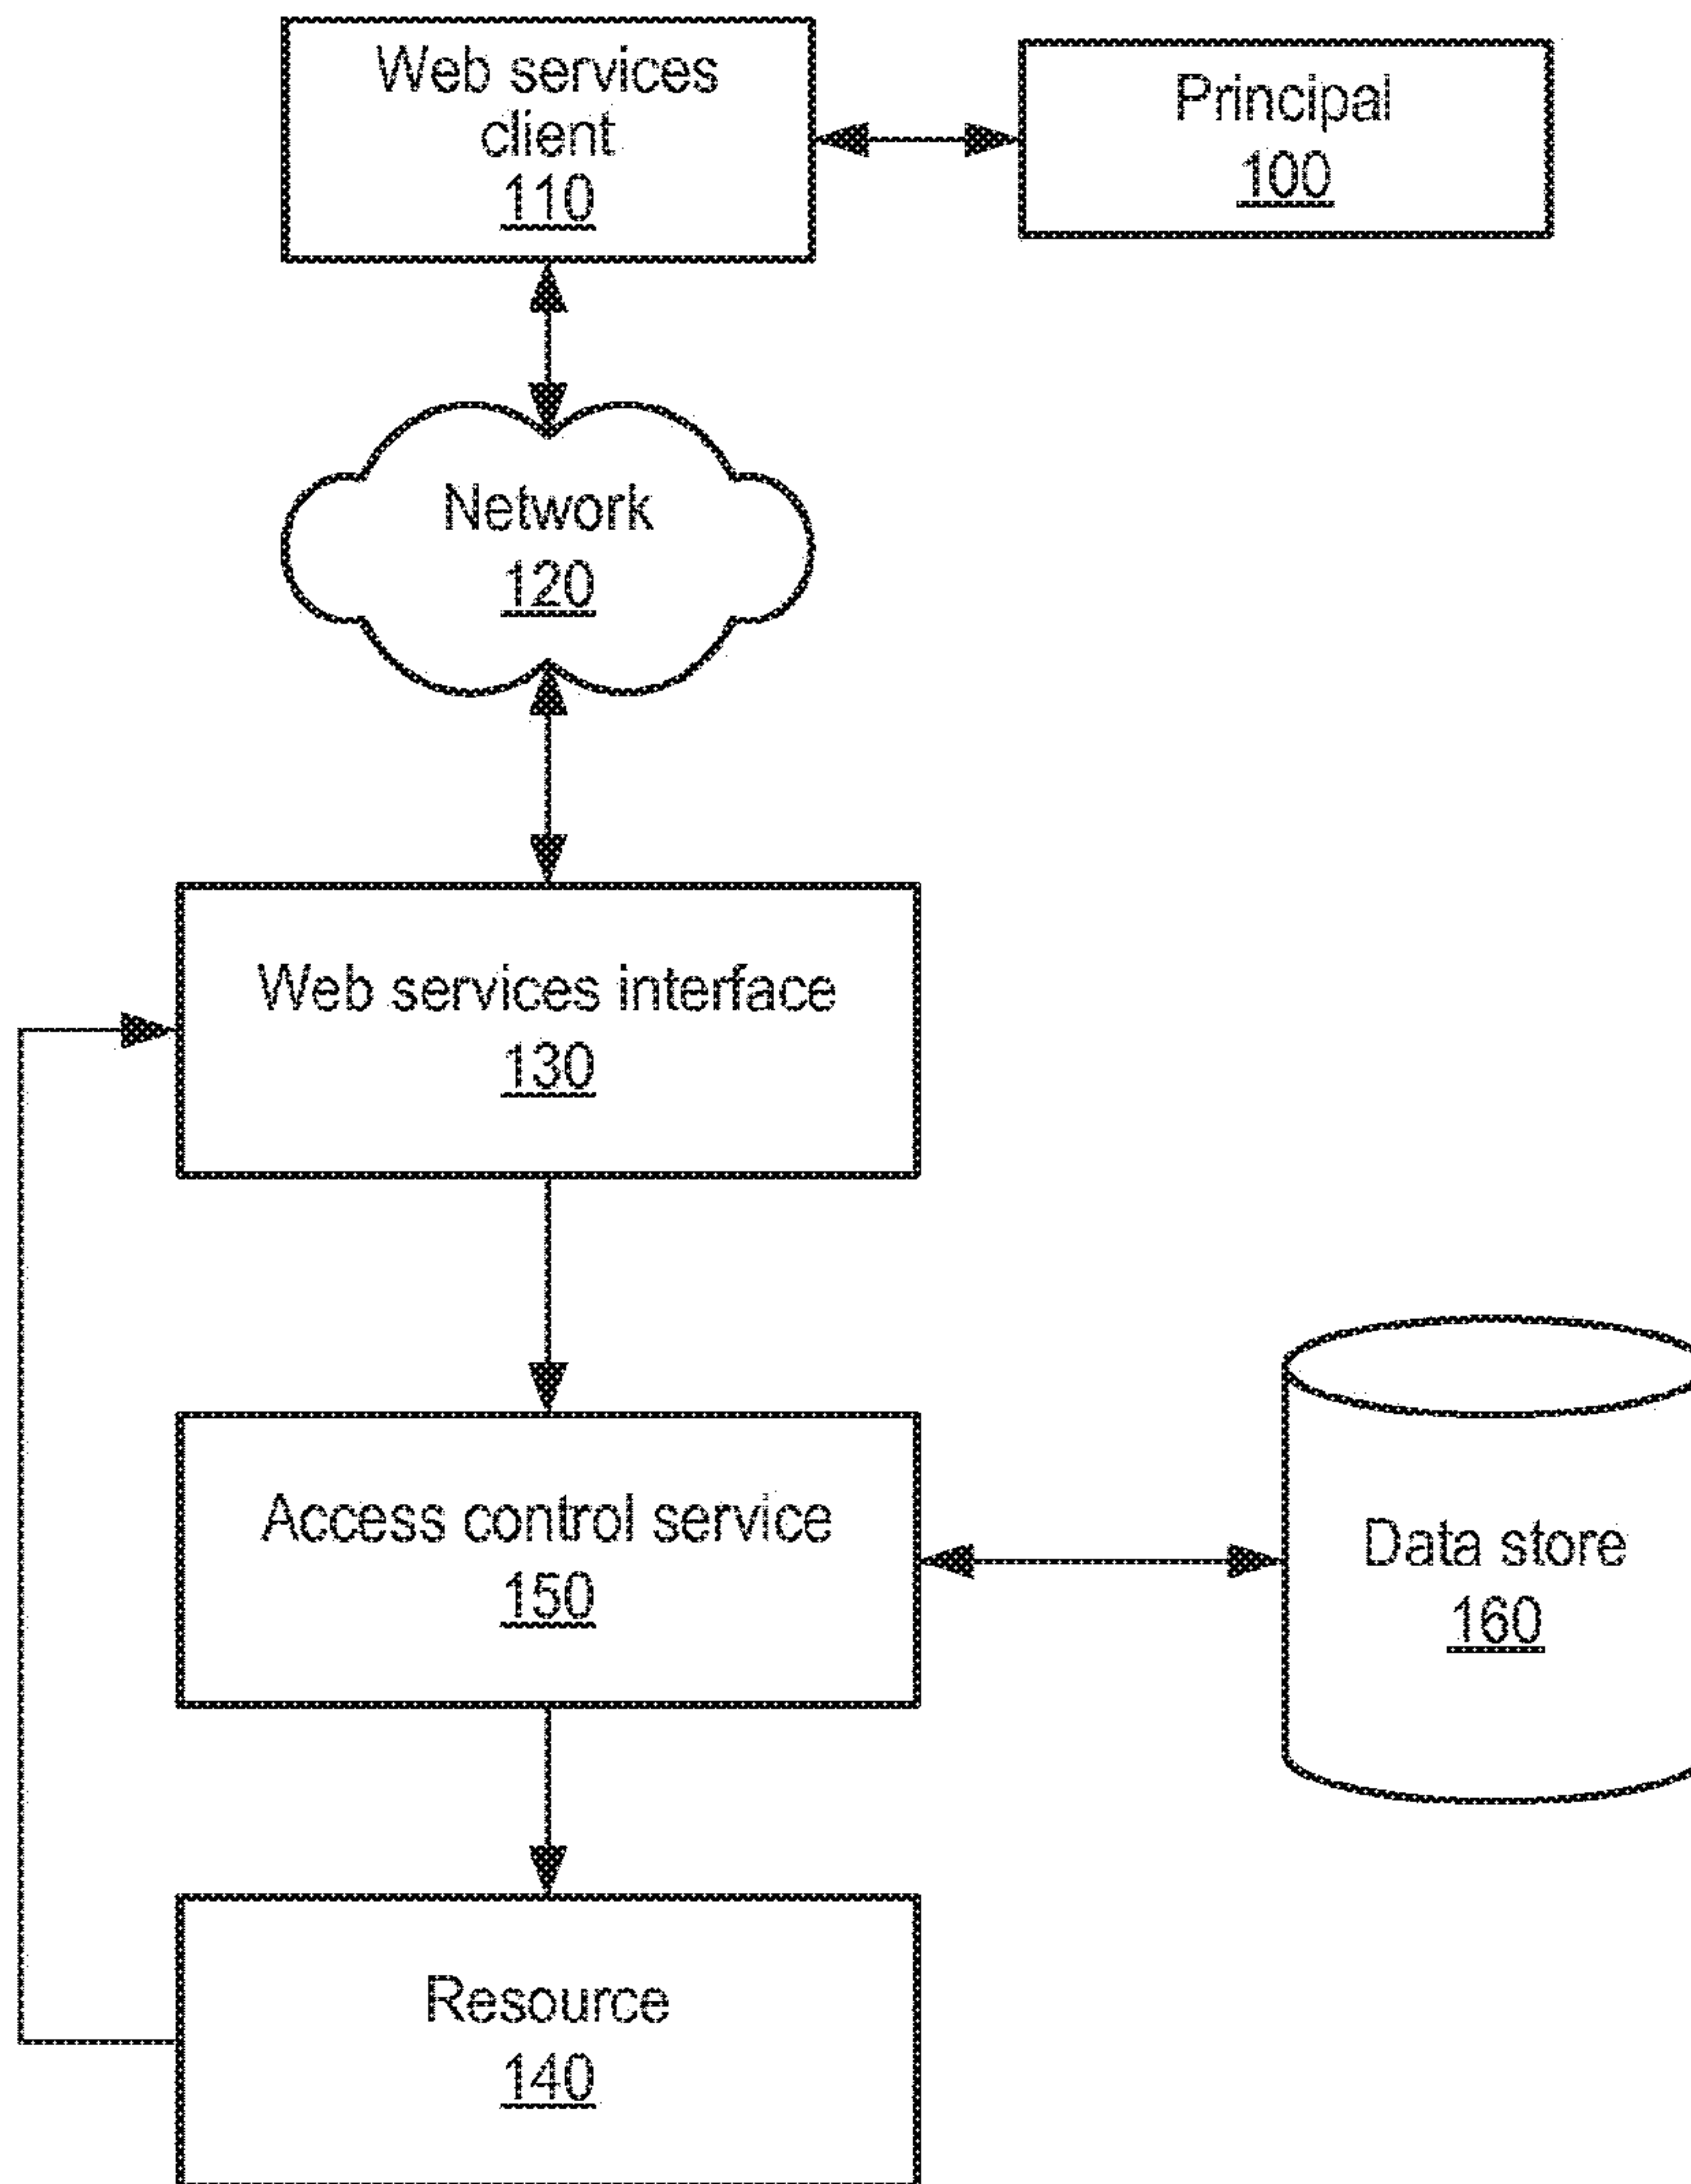 Web services
client
110
Principal
100
Network
120
Web services interface
130
Access control service
150
Data store
160
Resource
140